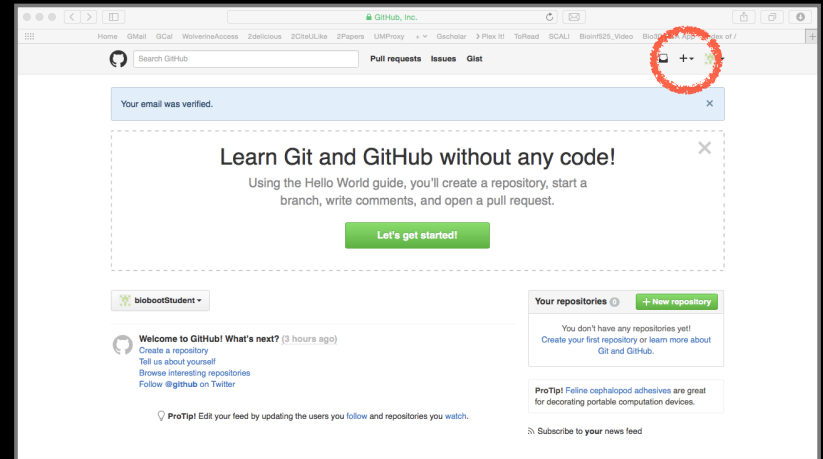 GitHub, Inc.
Home GMail GCal WolverineAccess 2delicious 2CiteULike 2Papers UMProxy Gscholar > Plex It! ToRead SCALI Bioinf525_Video App of /
Search GitHub
Pull requests Issues Gist
Your email was verified.
Learn Git and GitHub without any code!
Using the Hello World guide, you'll create a repository, start a
branch, write comments, and open a pull request.
Let's get started!
biobootStudent
Your repositories 0
+ New repository
Welcome to GitHub! What's next? (3 hours ago)
Create a repository
Tell us about yourself
Browse interesting repositories
Follow @github on Twitter
You don't have any repositories yet!
Create your first repository or learn more about
Git and GitHub.
ProTip! Feline cephalopod adhesives are great
for decorating portable computation devices.
ProTip! Edit your feed by updating the users you follow and repositories you watch.
Subscribe to your news feed